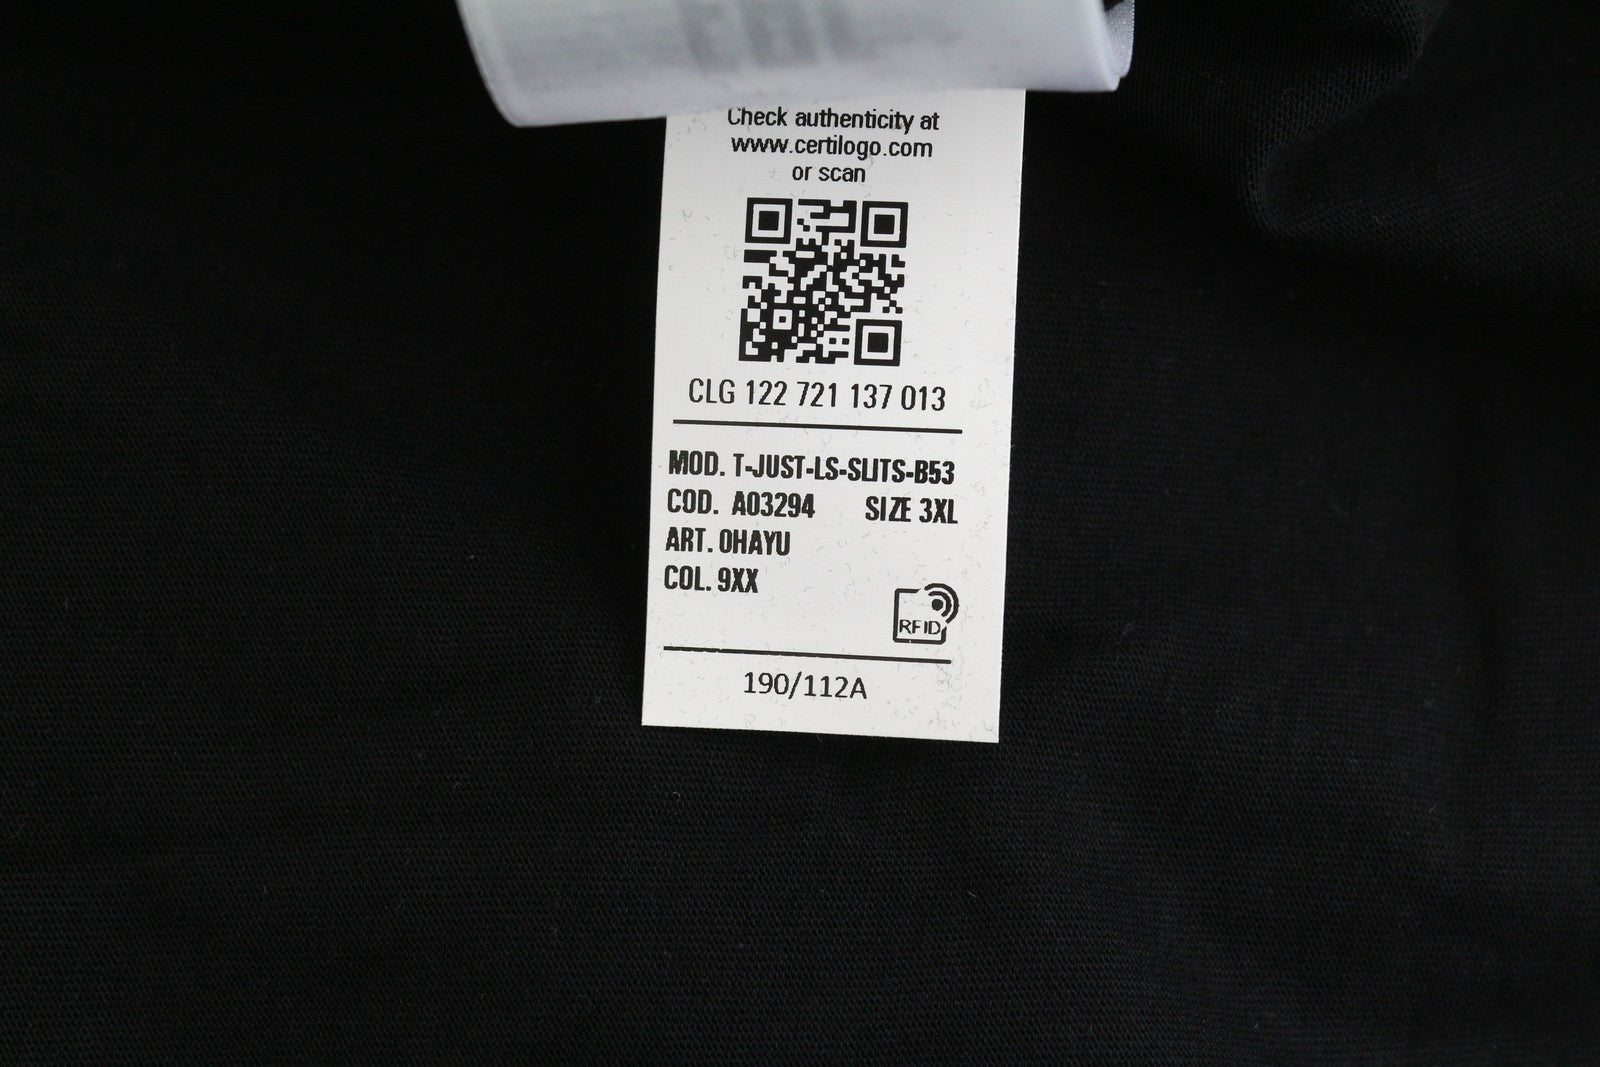 Check authenticity at
www.certilogo.com
or scan
CLG 122 721 137 013
MOD. T-JUST-LS-SLITS-B53
COD. A03294 SIZE 3XL
ART. 0HAYU
COL. 9XX
RFID
190/112A